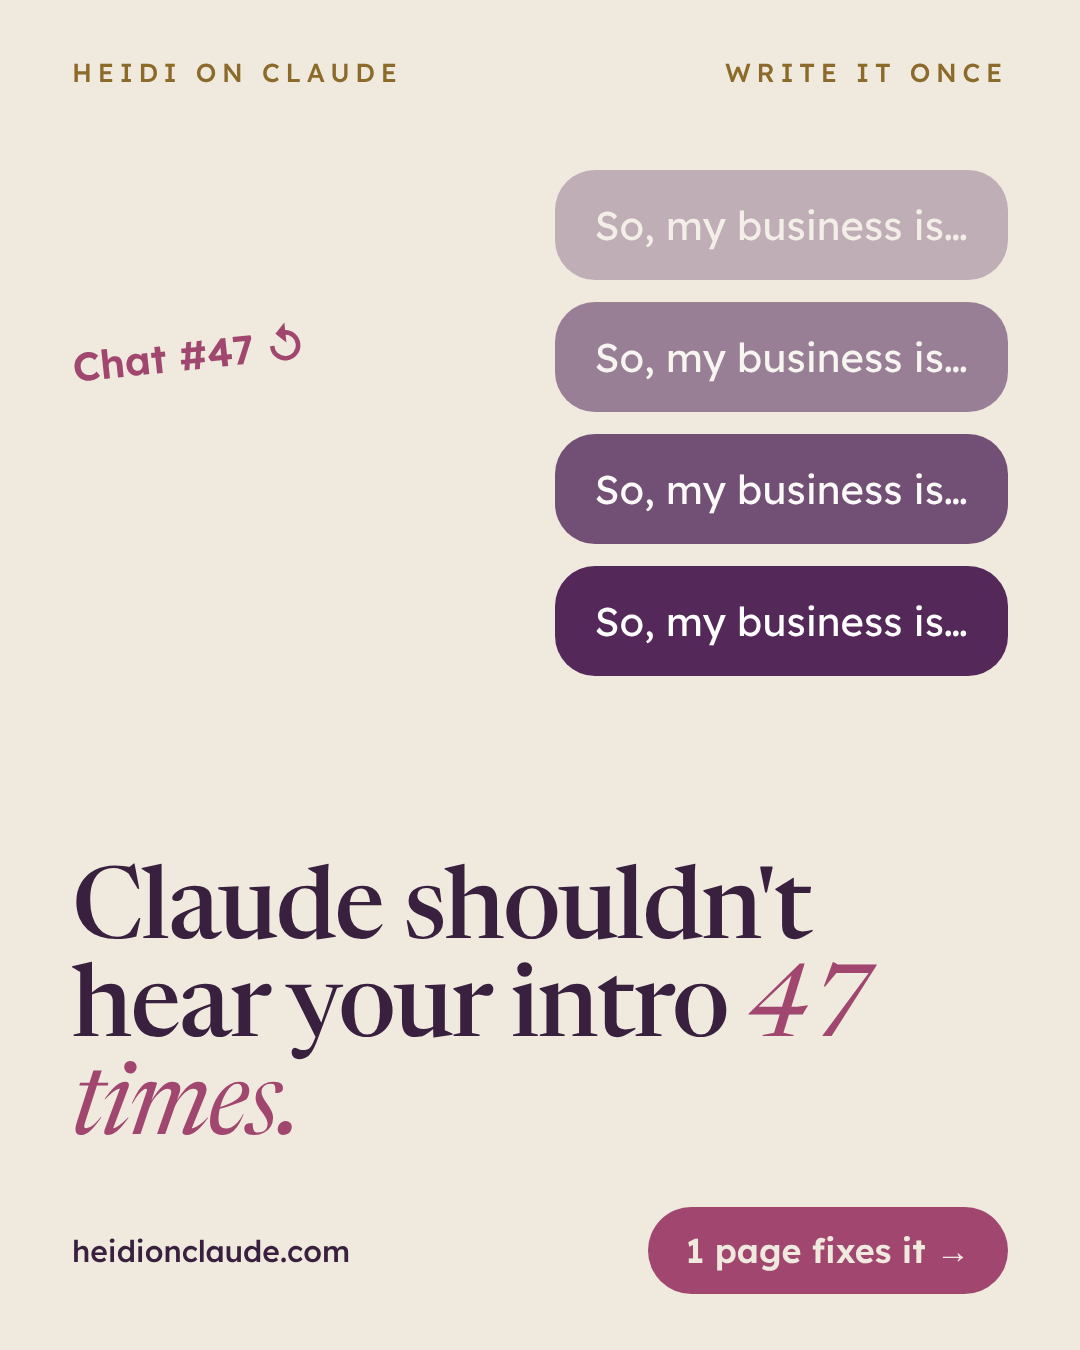 HEIDI ON CLAUDE
WRITE IT ONCE
So, my business is...
Chat #47 ↺
So, my business is...
So, my business is...
So, my business is...
Claude shouldn't
hear your intro 47
times.
heidionclaude.com
1 page fixes it →